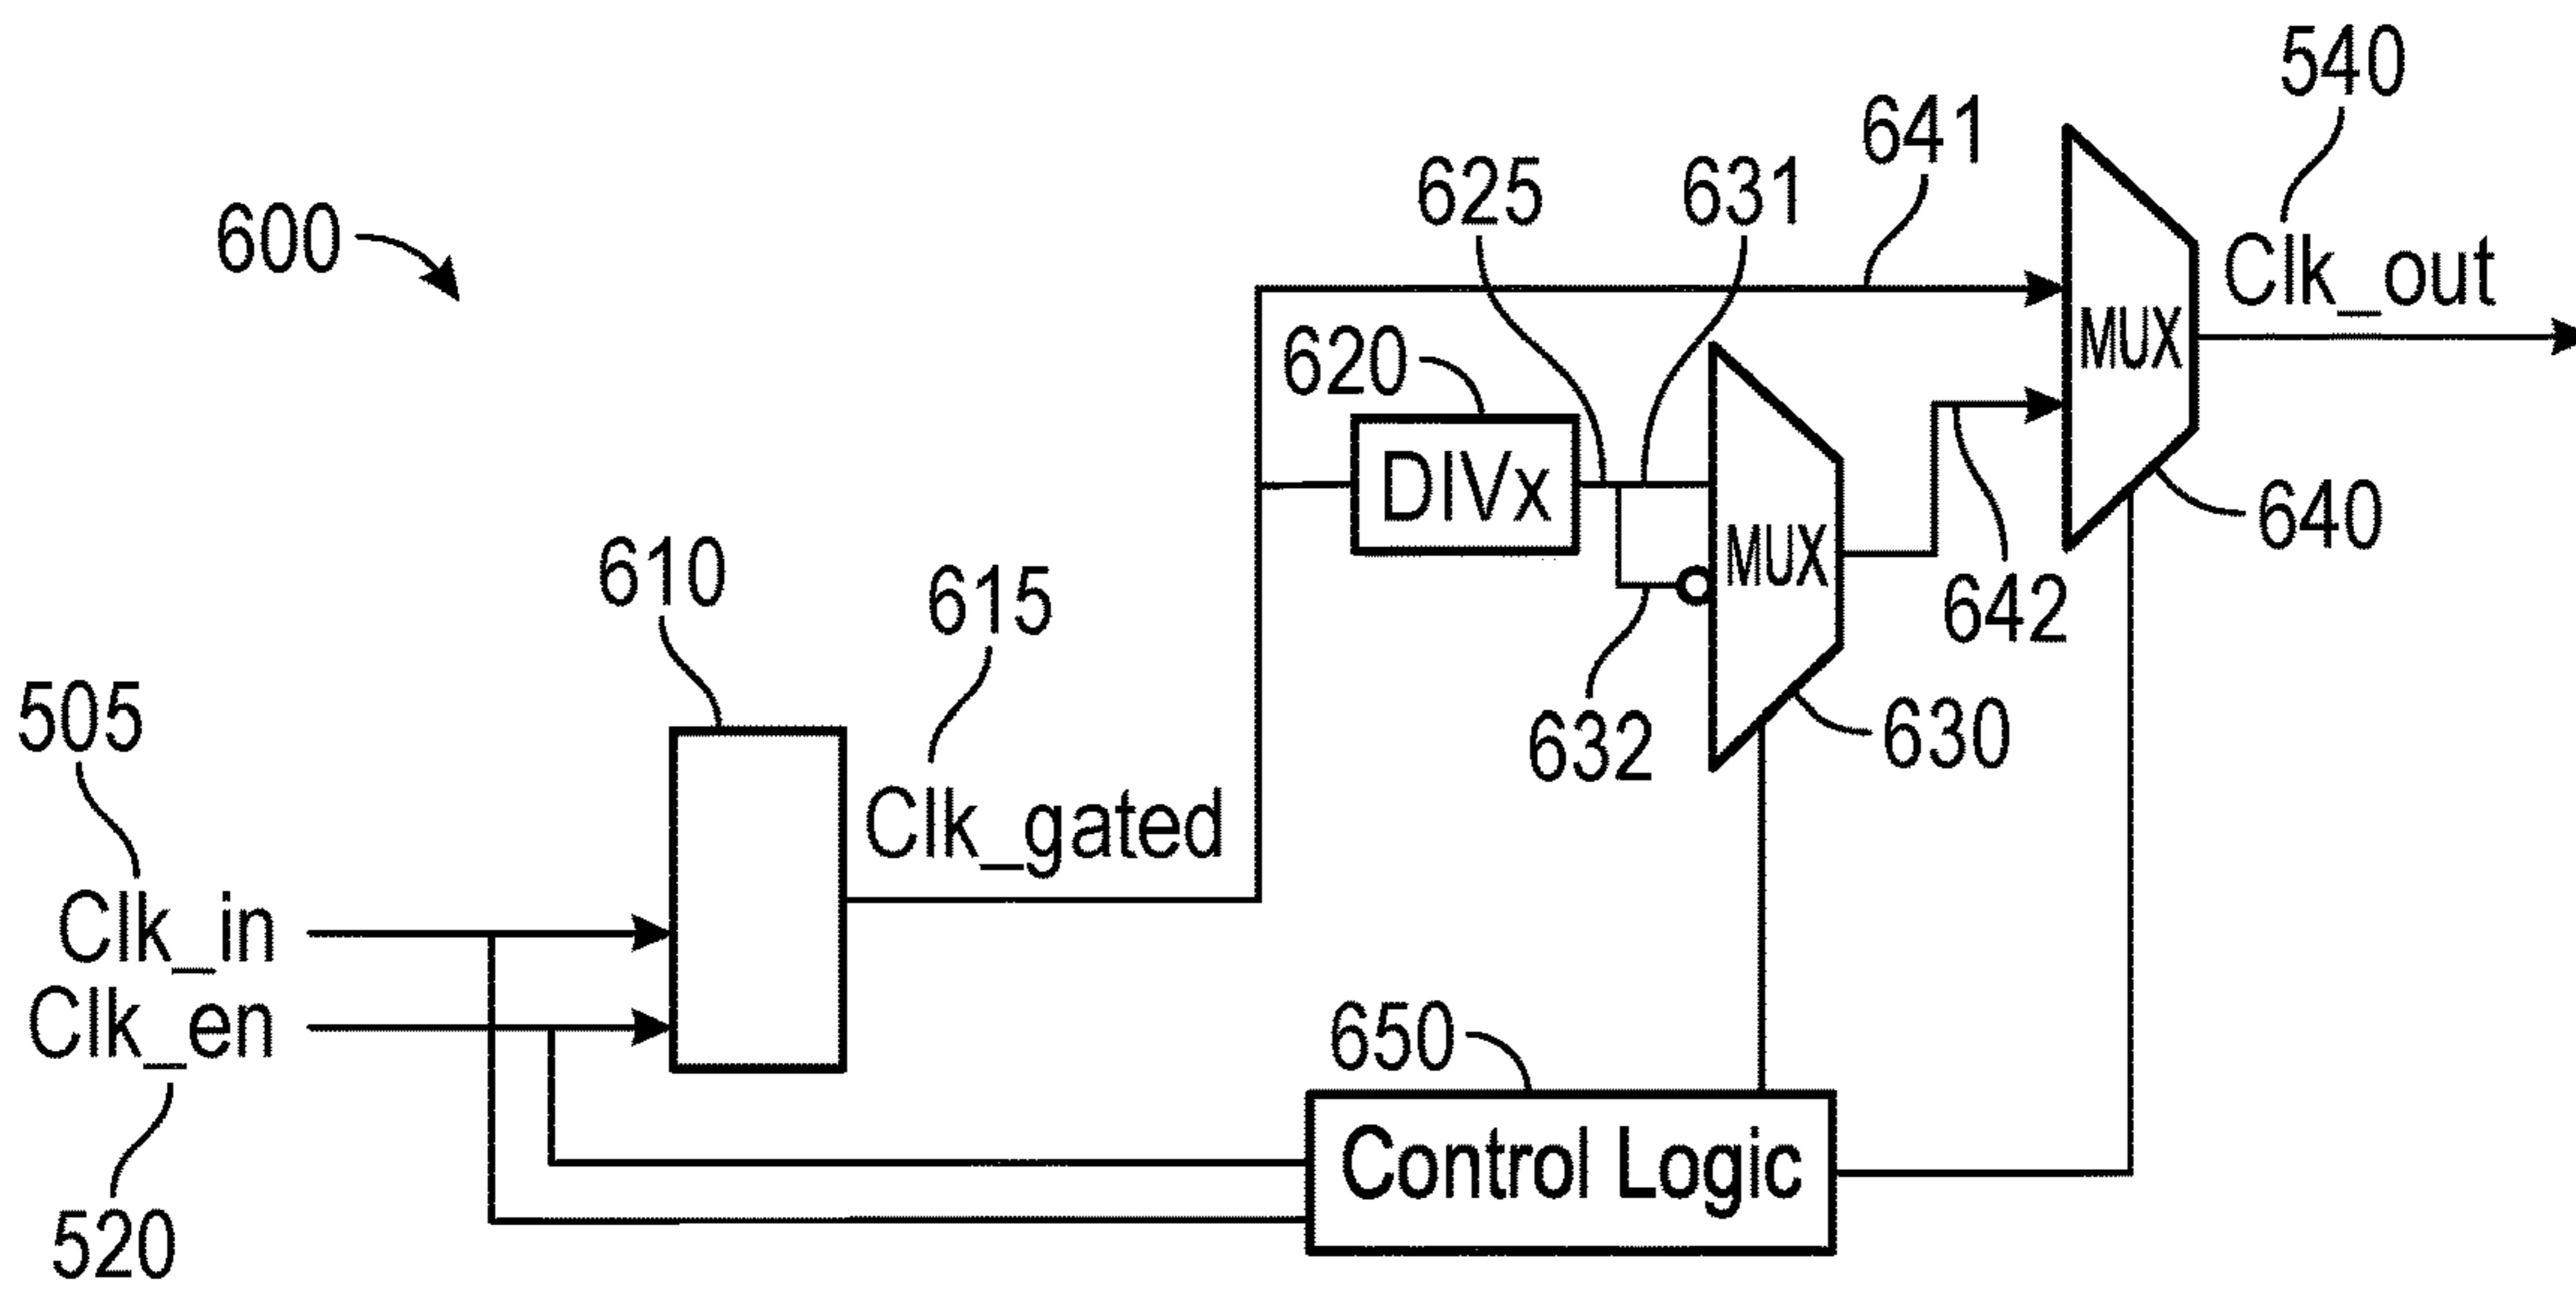 540
641
625
631
600
Clk_out
620
MUX
DIVx
640
610
MUX
615
642
505
632
630
Clk_gated
Clk_in
Clk_en
650
Control Logic
520